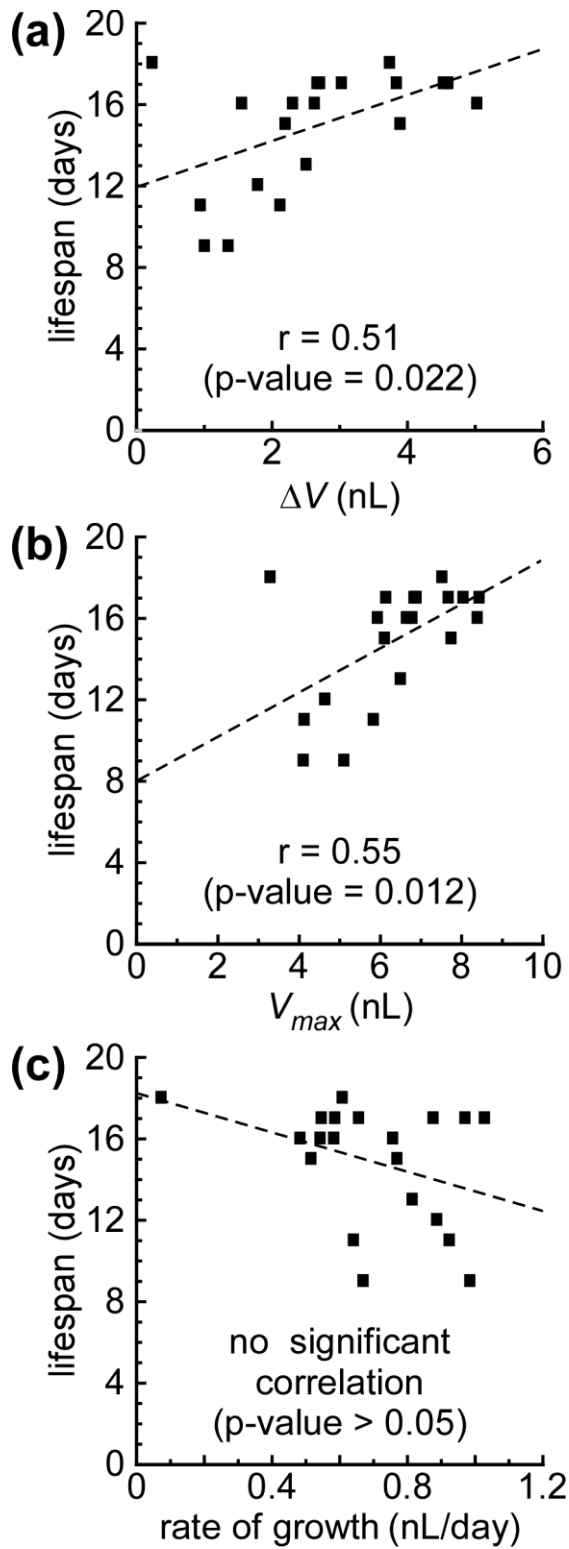 (a)
20
16
12
8
4
0
lifespan (days)
r = 0.51
(p-value = 0.022)
0 2 4 6
ΔV (nL)
(b)
20
16
12
8
4
0
lifespan (days)
r = 0.55
(p-value = 0.012)
0 2 4 6 8 10
Vmax (nL)
(c)
20
16
12
8
4
0
lifespan (days)
no significant
correlation
(p-value > 0.05)
0 0.4 0.8 1.2
rate of growth (nL/day)